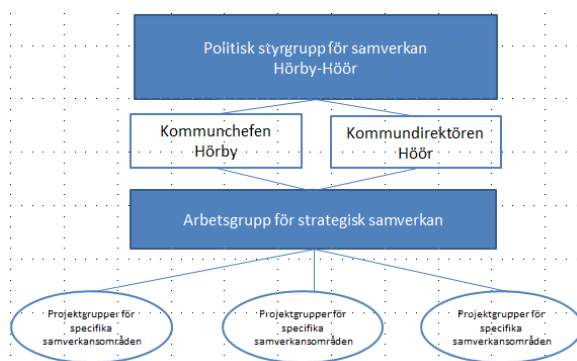 Politisk styrgrupp för samverkan
Hörby-Höör
Kommunchefen
Hörby
Kommundirektören
Höör
Arbetsgrupp för strategisk samverkan
Projektgrupper för
specifika
samverkansområden
Projektgrupper för
specifika
samverkansområden
Projektgrupper för
specifika
samverkansområden